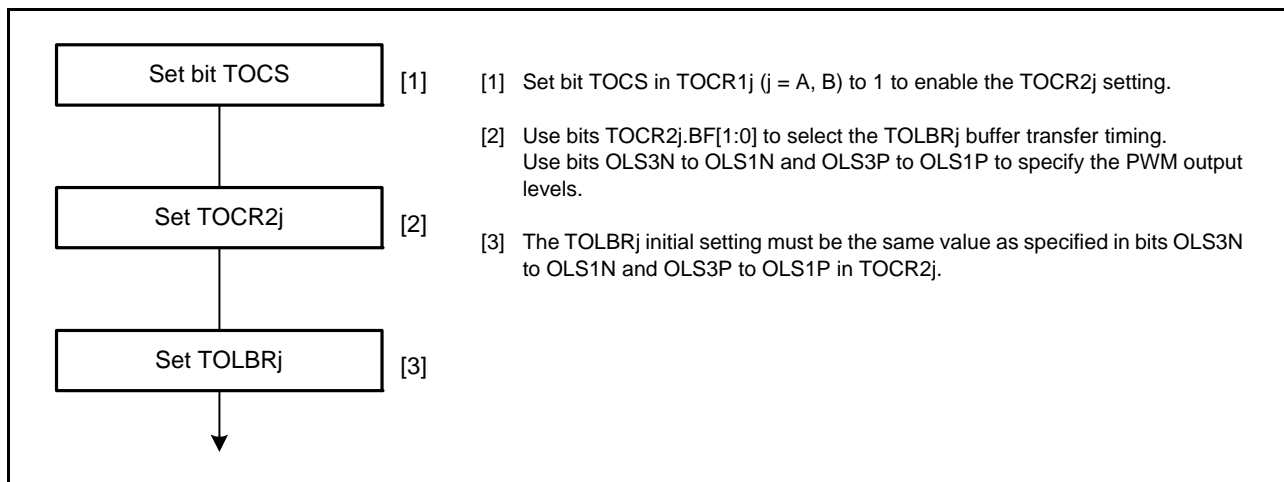 Set bit TOCS
[1]
[1] Set bit TOCS in TOCR1j (j = A, B) to 1 to enable the TOCR2j setting.
[2] Use bits TOCR2j.BF[1:0] to select the TOLBRj buffer transfer timing.
Use bits OLS3N to OLS1N and OLS3P to OLS1P to specify the PWM output
levels.
Set TOCR2j
[2]
[3] The TOLBRj initial setting must be the same value as specified in bits OLS3N
to OLS1N and OLS3P to OLS1P in TOCR2j.
Set TOLBRj
[3]